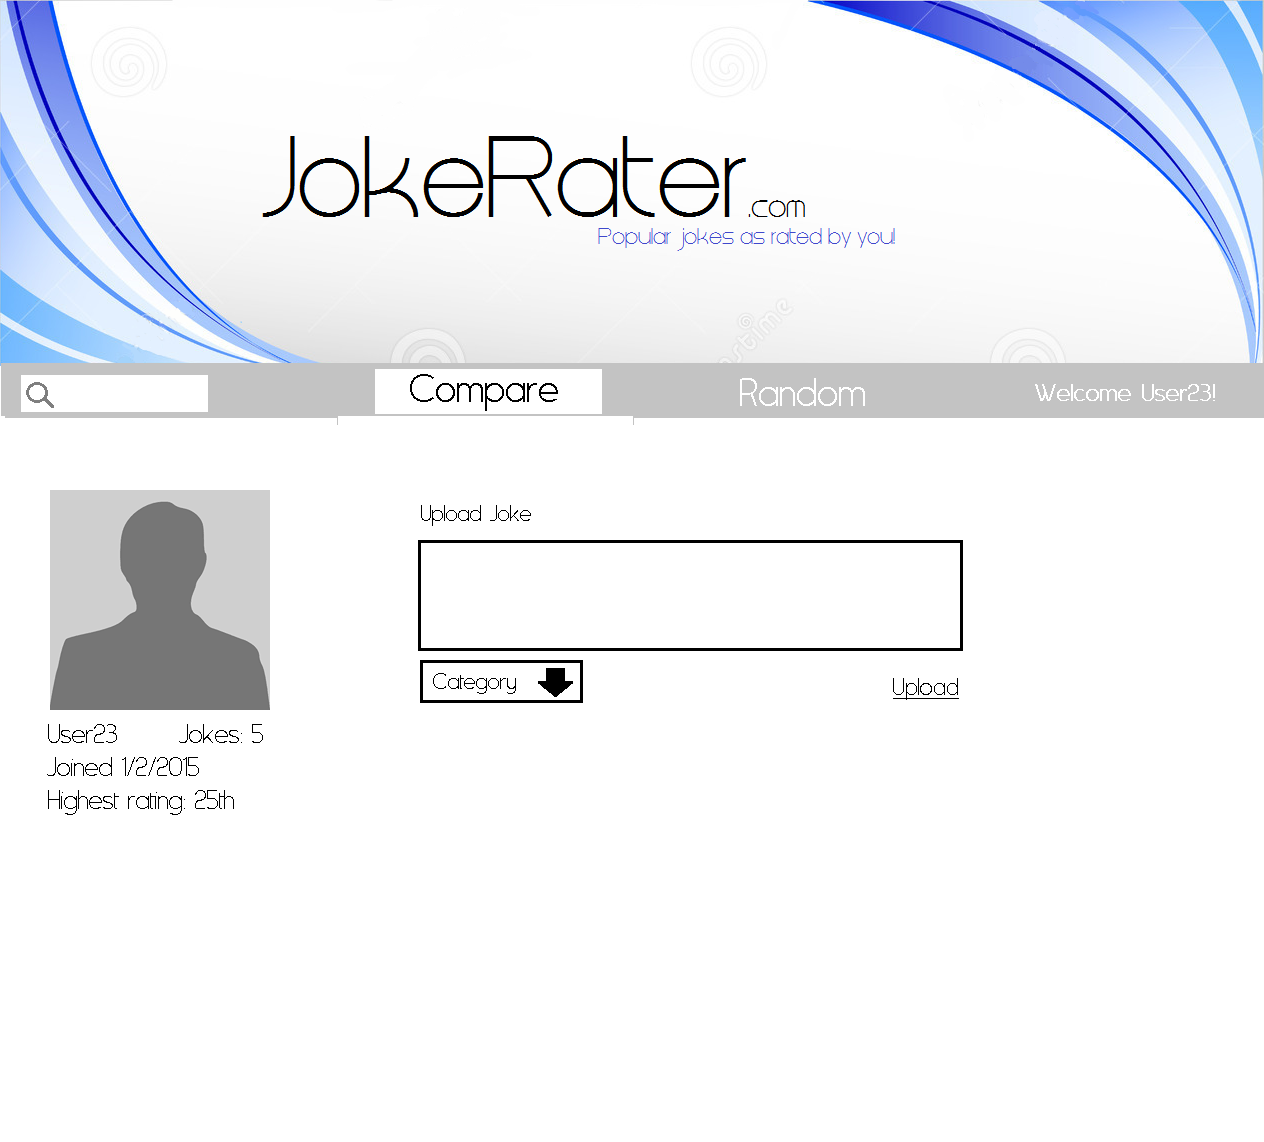 JokeRater.com
Popular jokes as rated by you!
Compare
Random
Welcome User23!
Upload Joke
Category
Upload
User23 Jokes: 5
Joined 1/2/2015
Highest rating: 25th